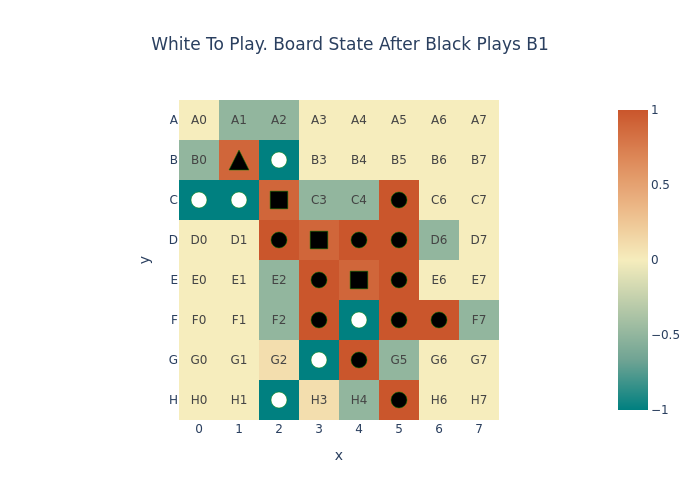 White To Play. Board State After Black Plays B1
A A0 A1 A2 A3 A4 A5 A6 A7
B B0 B3 B4 B5 B6 B7
C C3 C4 C6 C7
D D0 D1 D6 D7
E E0 E1 E2 E6 E7
F F0 F1 F2 F7
G G0 G1 G2 G5 G6 G7
H H0 H1 H3 H4 H6 H7
0 1 2 3 4 5 6 7
x
y
1
0.5
0
−0.5
−1